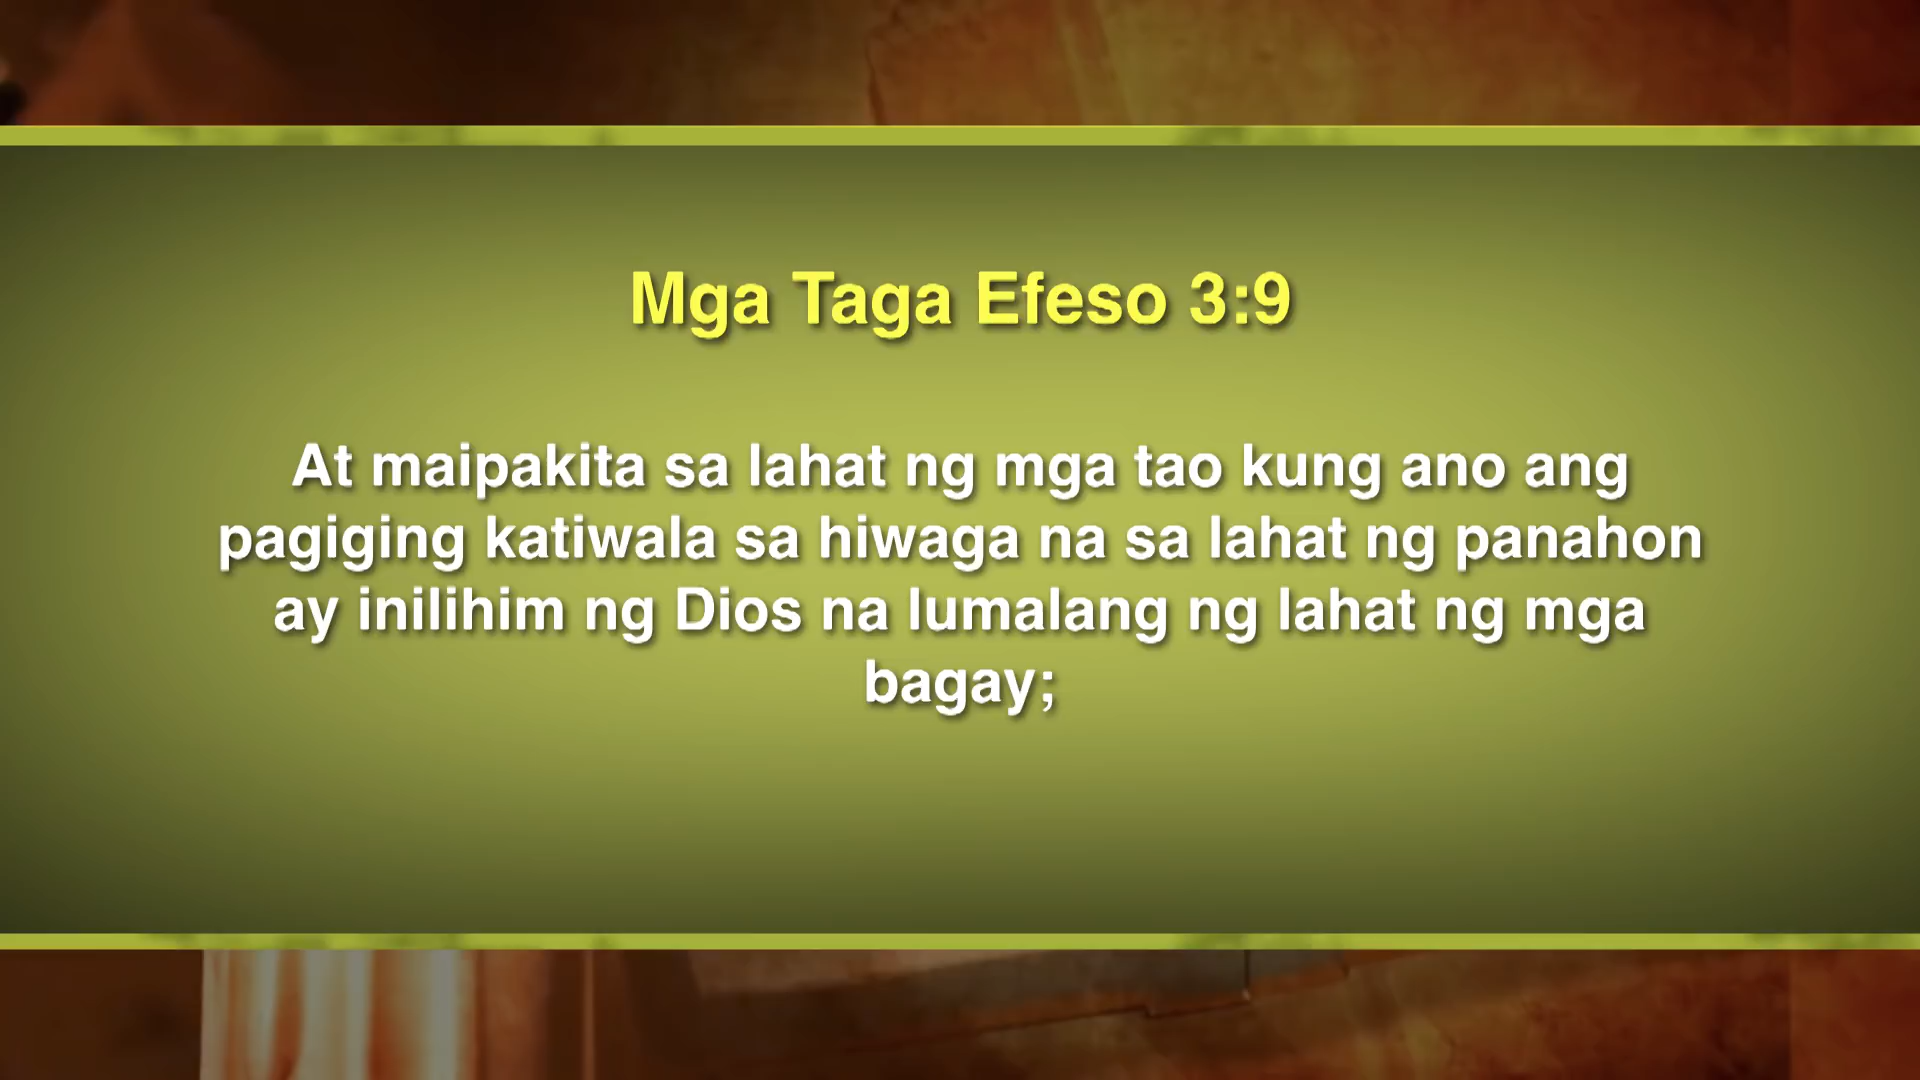 Mga Taga Efeso 3:9
At maipakita sa lahat ng mga tao kung ano ang
pagiging katiwala sa hiwaga na sa lahat ng panahon
ay inilihim ng Dios na lumalang ng lahat ng mga
bagay;